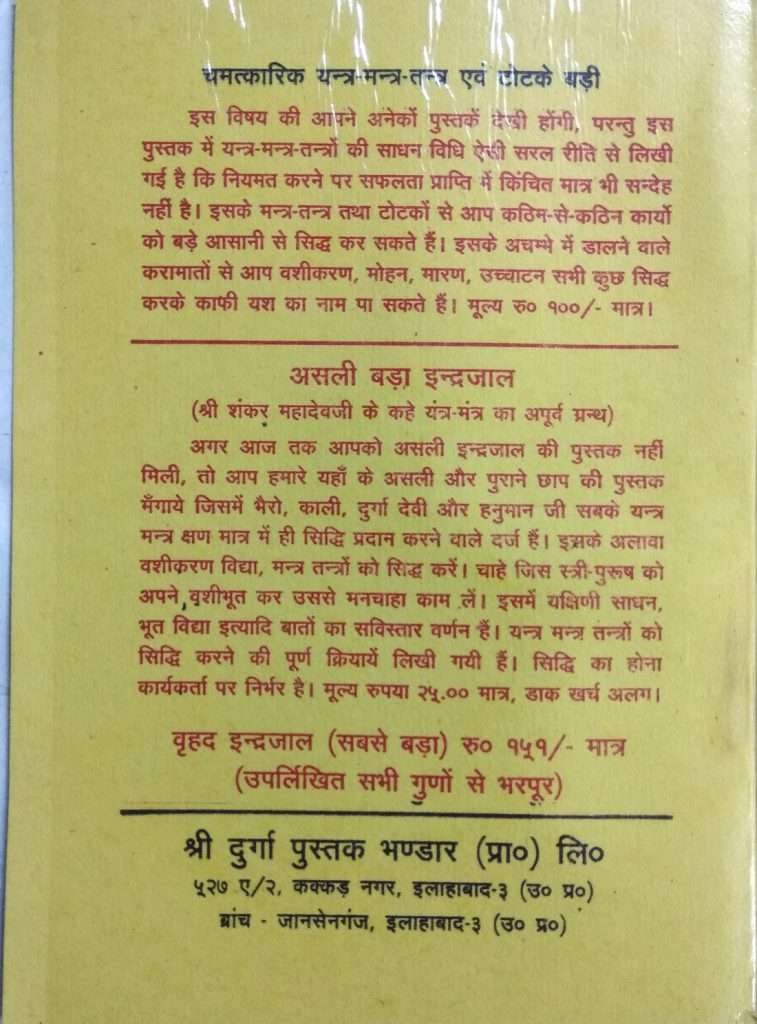 चमत्कारिक यन्त्र-मन्त्र-तन्त्र एवं टोटके बड़ी
इस विषय की आपने अनेकों पुस्तकें देखी होंगी, परन्तु इस
पुस्तक में यन्त्र-मन्त्र-तन्त्रों की साधन विधि ऐसी सरल रीति से लिखी
गई है कि नियमत करने पर सफलता प्राप्ति में किंचित मात्र भी सन्देह
नहीं है। इसके मन्त्र-तन्त्र तथा टोटकों से आप कठिम-से-कठिन कार्यो
को बड़े आसानी से सिद्ध कर सकते हैं। इसके अचम्भे में डालने वाले
करामातों से आप वशीकरण, मोहन, मारण, उच्चाटन सभी कुछ सिद्ध
करके काफी यश का नाम पा सकते हैं। मूल्य रु० १००/- मात्र।
असली बड़ा इन्द्रजाल
(श्री शंकर महादेवजी के कहे यंत्र-मंत्र का अपूर्व ग्रन्थ)
अगर आज तक आपको असली इन्द्रजाल की पुस्तक नहीं
मिली, तो आप हमारे यहाँ के असली और पुराने छाप की पुस्तक
मँगाये जिसमें भैरो, काली, दुर्गा देवी और हनुमान जी सबके यन्त्र
मन्त्र क्षण मात्र में ही सिद्धि प्रदान करने वाले दर्ज हैं। इसके अलावा
वशीकरण विद्या, मन्त्र तन्त्रों को सिद्ध करें। चाहे जिस स्त्री-पुरूष को
अपने वशीभूत कर उससे मनचाहा काम लें। इसमें यक्षिणी साधन,
भूत विद्या इत्यादि बातों का सविस्तार वर्णन हैं। यन्त्र मन्त्र तन्त्रों को
सिद्धि करने की पूर्ण क्रियायें लिखी गयी हैं। सिद्धि का होना
कार्यकर्ता पर निर्भर है। मूल्य रुपया २५.०० मात्र, डाक खर्च अलग।
वृहद इन्द्रजाल (सबसे बड़ा) रु० १५१/- मात्र
(उपर्लिखित सभी गुणों से भरपूर)
श्री दुर्गा पुस्तक भण्डार (प्रा०) लि०
५२७ ए/२, कक्कड़ नगर, इलाहाबाद-३ (उ० प्र०)
ब्रांच - जानसेनगंज, इलाहाबाद-३ (उ० प्र०)